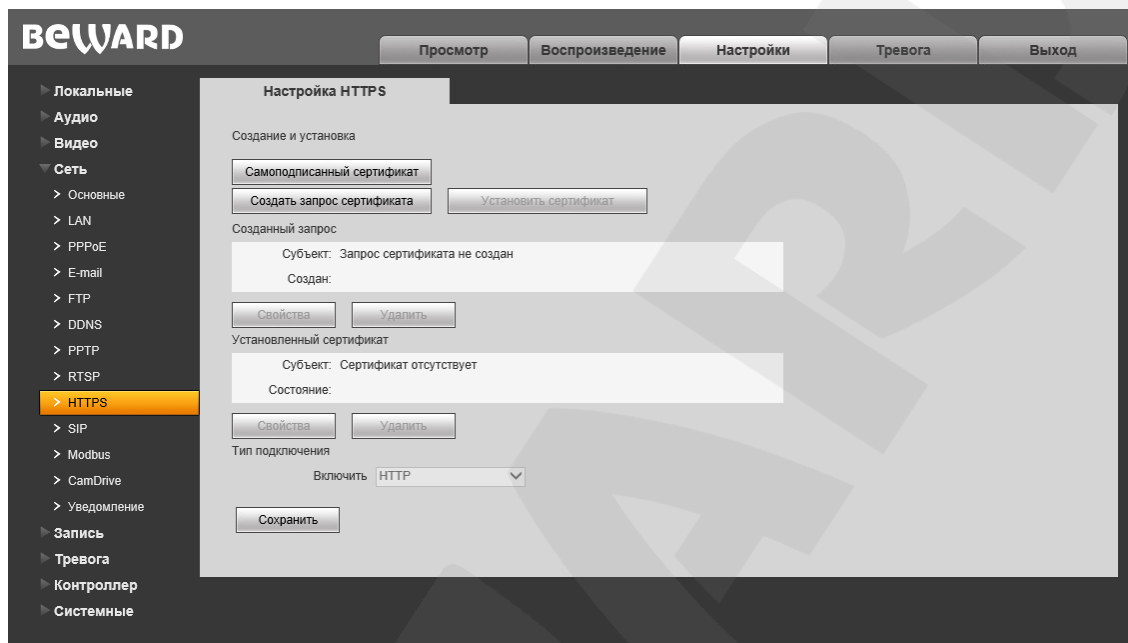 BEWARD
Просмотр Воспроизведение Настройки Тревога Выход
Локальные
Аудио
Видео
Сеть
Основные
LAN
PPPoE
E-mail
FTP
DDNS
PPTP
RTSP
HTTPS
SIP
Modbus
CamDrive
Уведомление
Запись
Тревога
Контроллер
Системные
Настройка HTTPS
Создание и установка
Самоподписанный сертификат
Создать запрос сертификата Установить сертификат
Созданный запрос
Субъект: Запрос сертификата не создан
Создан:
Свойства Удалить
Установленный сертификат
Субъект: Сертификат отсутствует
Состояние:
Свойства Удалить
Тип подключения
Включить HTTP
Сохранить